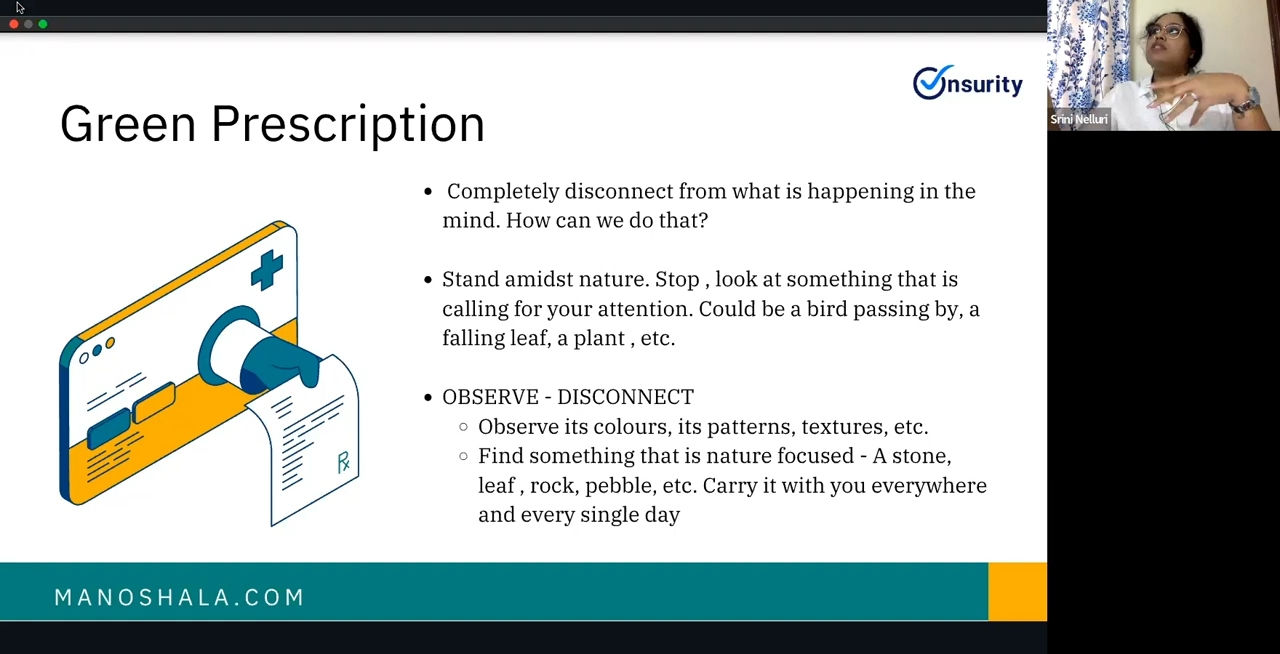 Onsurity
Srini Nelluri
Green Prescription
• Completely disconnect from what is happening in the
mind. How can we do that?
• Stand amidst nature. Stop , look at something that is
calling for your attention. Could be a bird passing by, a
falling leaf, a plant , etc.
• OBSERVE - DISCONNECT
○ Observe its colours, its patterns, textures, etc.
○ Find something that is nature focused - A stone,
leaf , rock, pebble, etc. Carry it with you everywhere
and every single day
Rx
MANOSHALA.COM